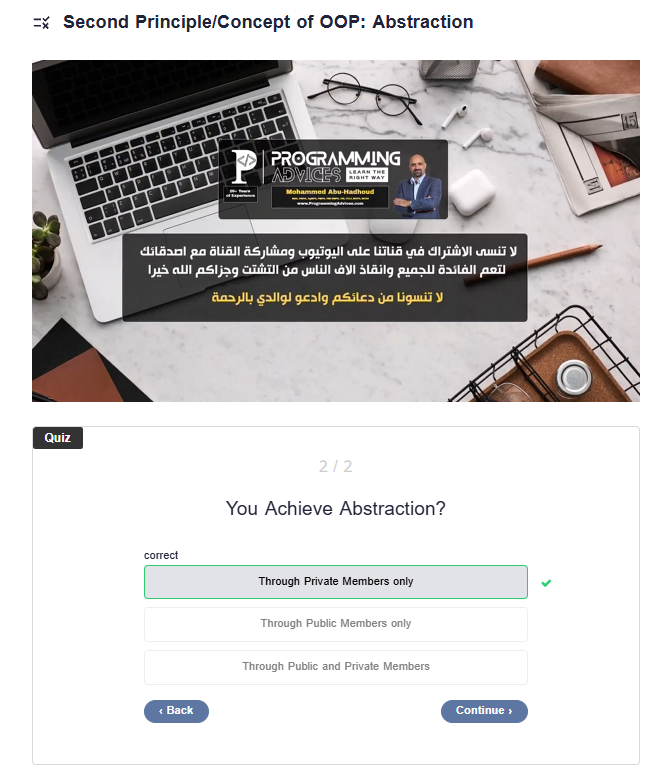 Second Principle/Concept of OOP: Abstraction
PROGRAMMING
ADVICES
LEARN THE
RIGHT WAY
of Experience
Mohammed Abu-Hadhoud
www.ProgrammingAdvices.com
لا تنسى الاشتراك في قناتنا على اليوتيوب ومشاركة القناة مع اصدقائك
لتعم الفائدة للجميع وانقاذ الاف الناس من التشتت وجزاكم الله خيرا
لا تنسونا من دعائكم وادعو لوالدي بالرحمة
Quiz
2 / 2
You Achieve Abstraction?
correct
Through Private Members only
Through Public Members only
Through Public and Private Members
‹ Back
Continue ›